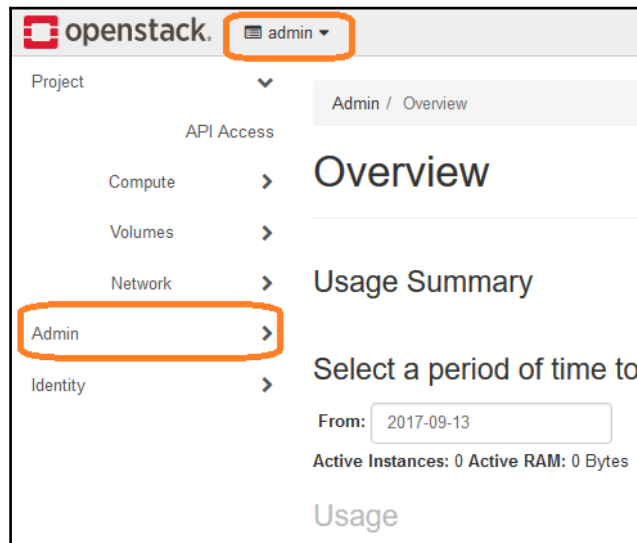 openstack. admin
Project
API Access
Compute
Volumes
Network
Admin
Identity
Admin / Overview
Overview
Usage Summary
Select a period of time to
From: 2017-09-13
Active Instances: 0 Active RAM: 0 Bytes
Usage